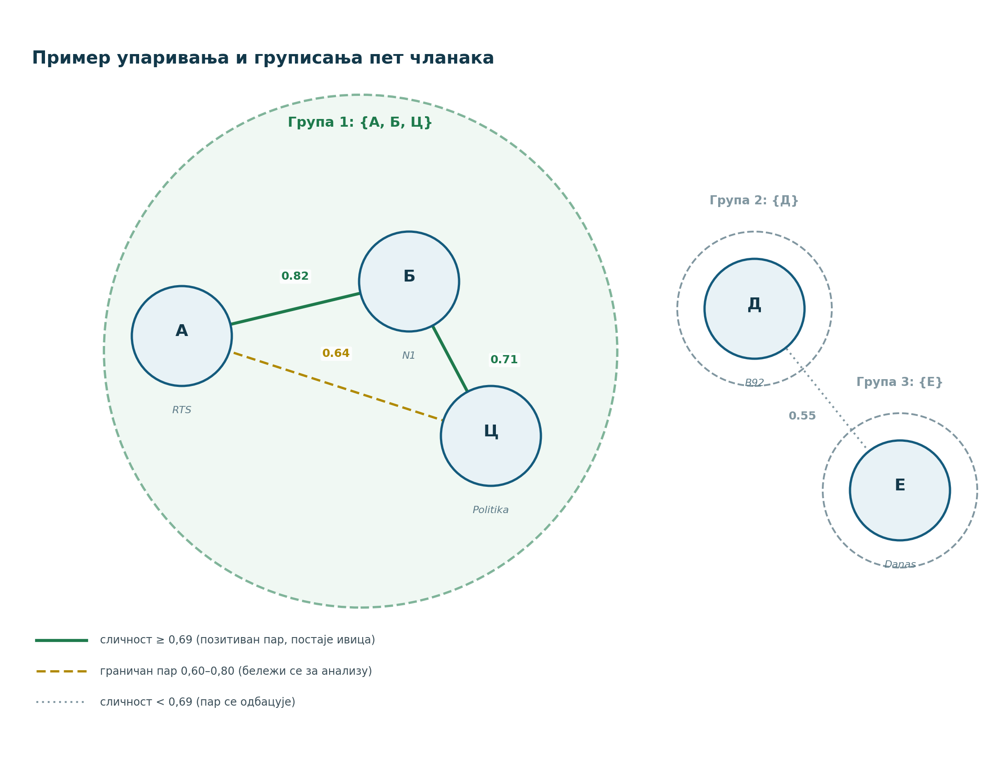 Пример упаривања и груписања пет чланака
Група 1: {А, Б, Ц}
Група 2: {Д}
Б
0.82
Д
А
0.64
N1
0.71
B92
Група 3: {Е}
RTS
0.55
Ц
Е
Politika
Danas
сличност ≥ 0,69 (позитиван пар, постаје ивица)
граничан пар 0,60–0,80 (бележи се за анализу)
сличност < 0,69 (пар се одбацује)